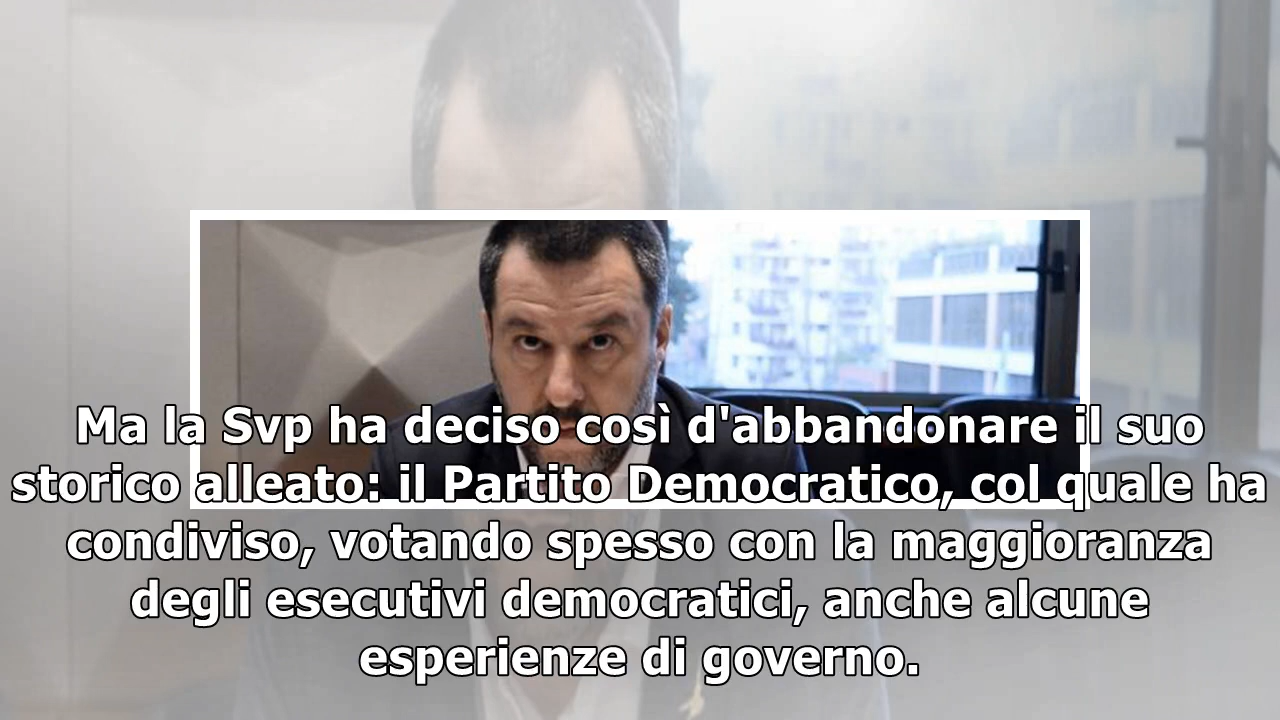 Ma la Svp ha deciso così d'abbandonare il suo
storico alleato: il Partito Democratico, col quale ha
condiviso, votando spesso con la maggioranza
degli esecutivi democratici, anche alcune
esperienze di governo.